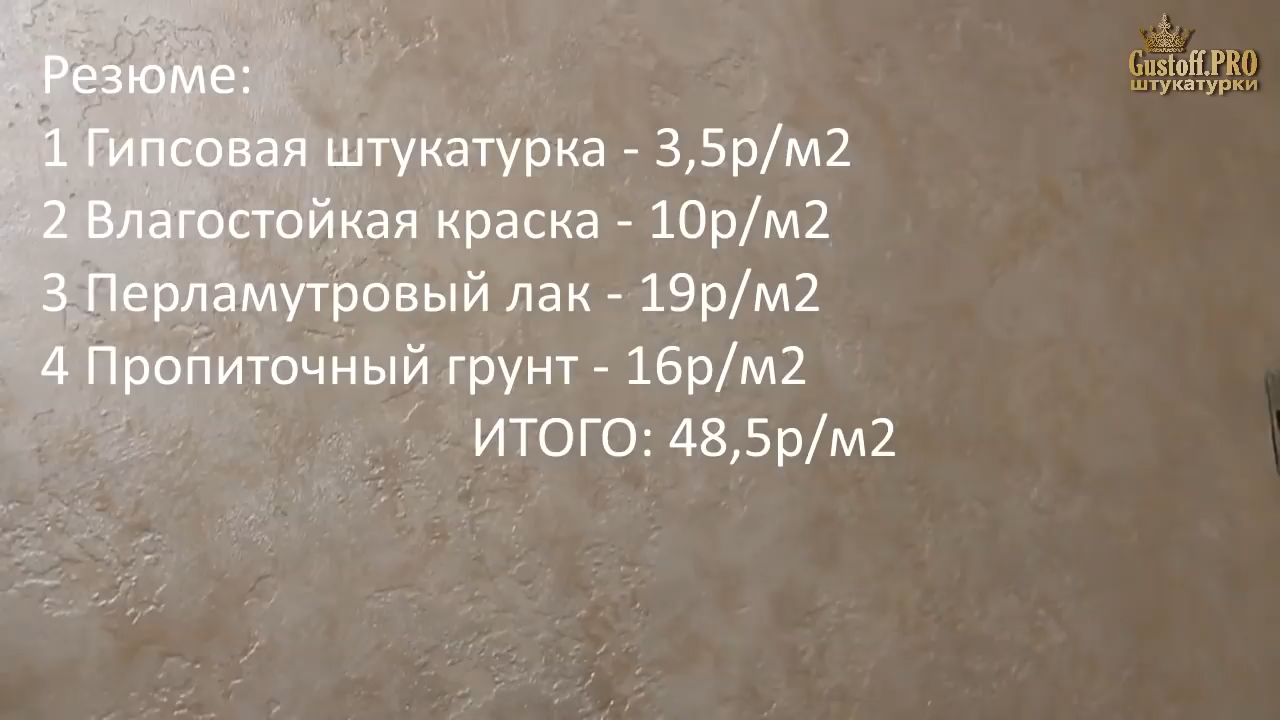 Резюме:
1 Гипсовая штукатурка - 3,5р/м2
2 Влагостойкая краска - 10р/м2
3 Перламутровый лак - 19р/м2
4 Пропиточный грунт - 16р/м2
ИТОГО: 48,5р/м2
Gustoff.PRO
штукатурки